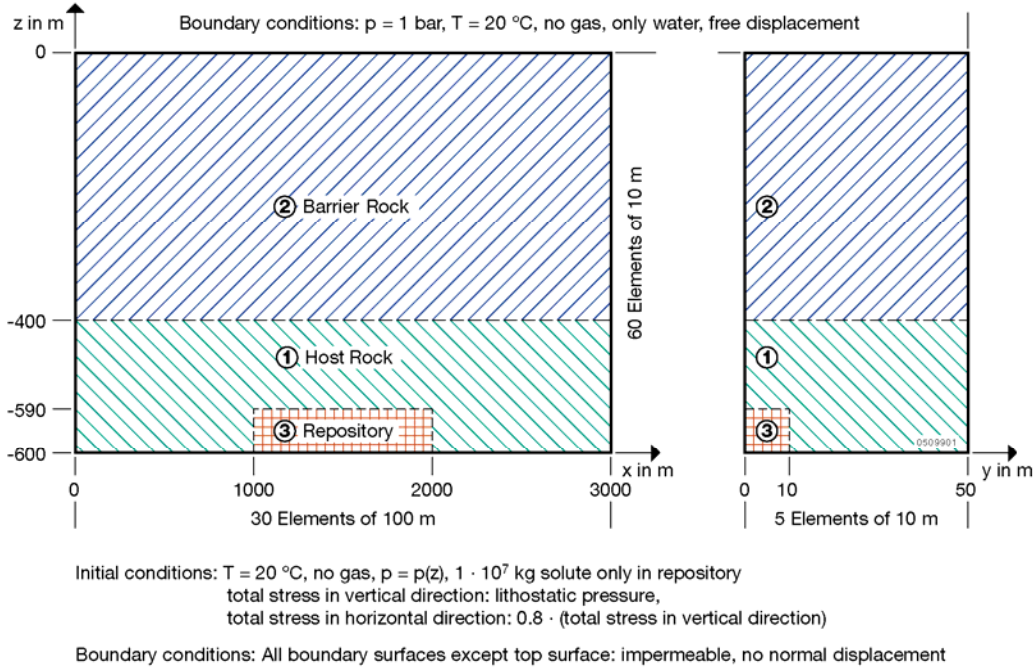 z in m
Boundary conditions: p = 1 bar, T = 20 °C, no gas, only water, free displacement
0
2 Barrier Rock
2
60 Elements of 10 m
-400
1 Host Rock
1
-590
3 Repository
3
0509901
-600
x in m
y in m
0 1000 2000 3000
0 10 50
30 Elements of 100 m
5 Elements of 10 m
Initial conditions: T = 20 °C, no gas, p = p(z), 1 · 10⁷ kg solute only in repository
total stress in vertical direction: lithostatic pressure,
total stress in horizontal direction: 0.8 · (total stress in vertical direction)
Boundary conditions: All boundary surfaces except top surface: impermeable, no normal displacement